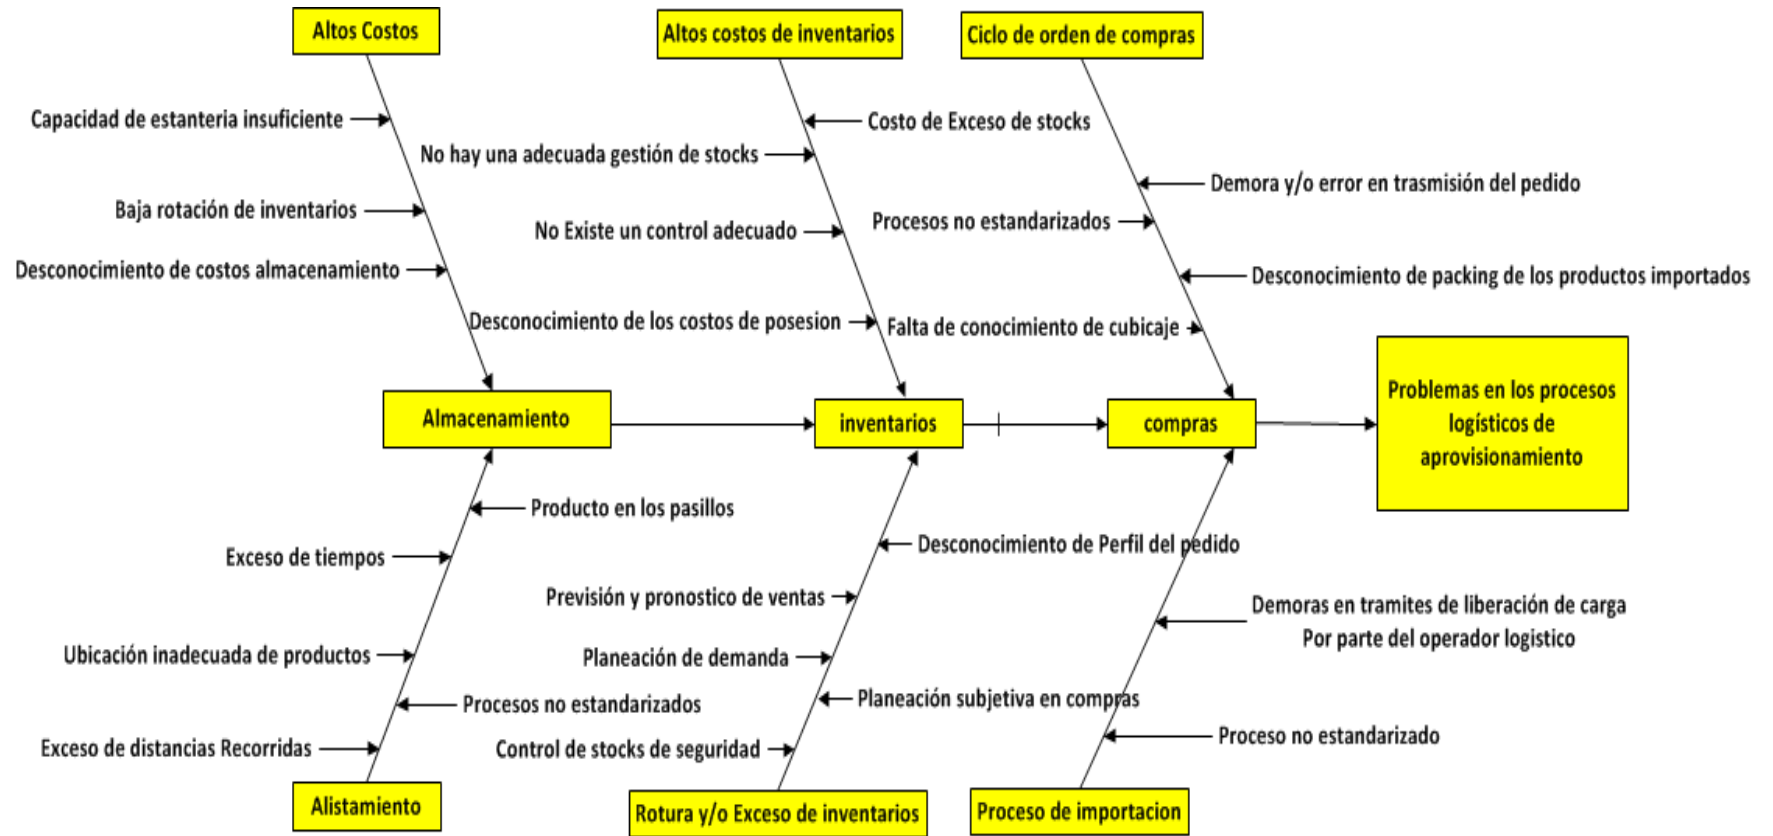 Altos Costos
Altos costos de inventarios
Ciclo de orden de compras
Capacidad de estanteria insuficiente
Costo de Exceso de stocks
No hay una adecuada gestión de stocks
Demora y/o error en trasmisión del pedido
Baja rotación de inventarios
Procesos no estandarizados
No Existe un control adecuado
Desconocimiento de costos almacenamiento
Desconocimiento de packing de los productos importados
Desconocimiento de los costos de posesion
Falta de conocimiento de cubicaje
Almacenamiento
inventarios
compras
Problemas en los procesos
logísticos de
aprovisionamiento
Producto en los pasillos
Exceso de tiempos
Desconocimiento de Perfil del pedido
Previsión y pronostico de ventas
Demoras en tramites de liberación de carga
Por parte del operador logistico
Ubicación inadecuada de productos
Planeación de demanda
Procesos no estandarizados
Planeación subjetiva en compras
Exceso de distancias Recorridas
Control de stocks de seguridad
Proceso no estandarizado
Alistamiento
Rotura y/o Exceso de inventarios
Proceso de importacion